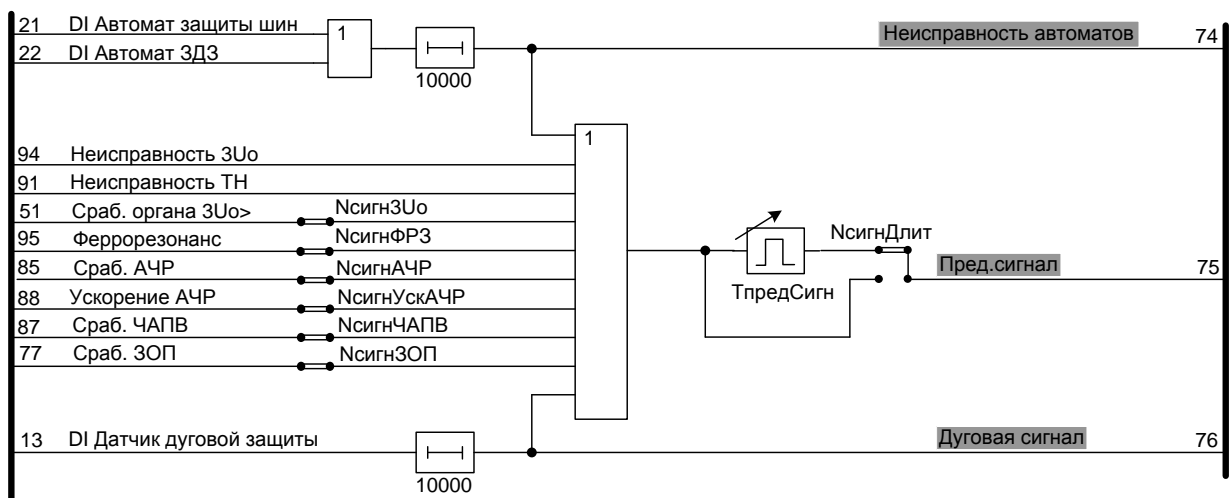 21 DI Автомат защиты шин
1
22 DI Автомат ЗДЗ
10000
Неисправность автоматов 74
1
94 Неисправность 3Uo
91 Неисправность ТН
51 Сраб. органа 3Uo> Nсигн3Uo
95 Феррорезонанс NсигнФРЗ
85 Сраб. АЧР NсигнАЧР
88 Ускорение АЧР NсигнУскАЧР
87 Сраб. ЧАПВ NсигнЧАПВ
77 Сраб. ЗОП NсигнЗОП
NсигнДлит
ТпредСигн
Пред.сигнал 75
13 DI Датчик дуговой защиты
10000
Дуговая сигнал 76